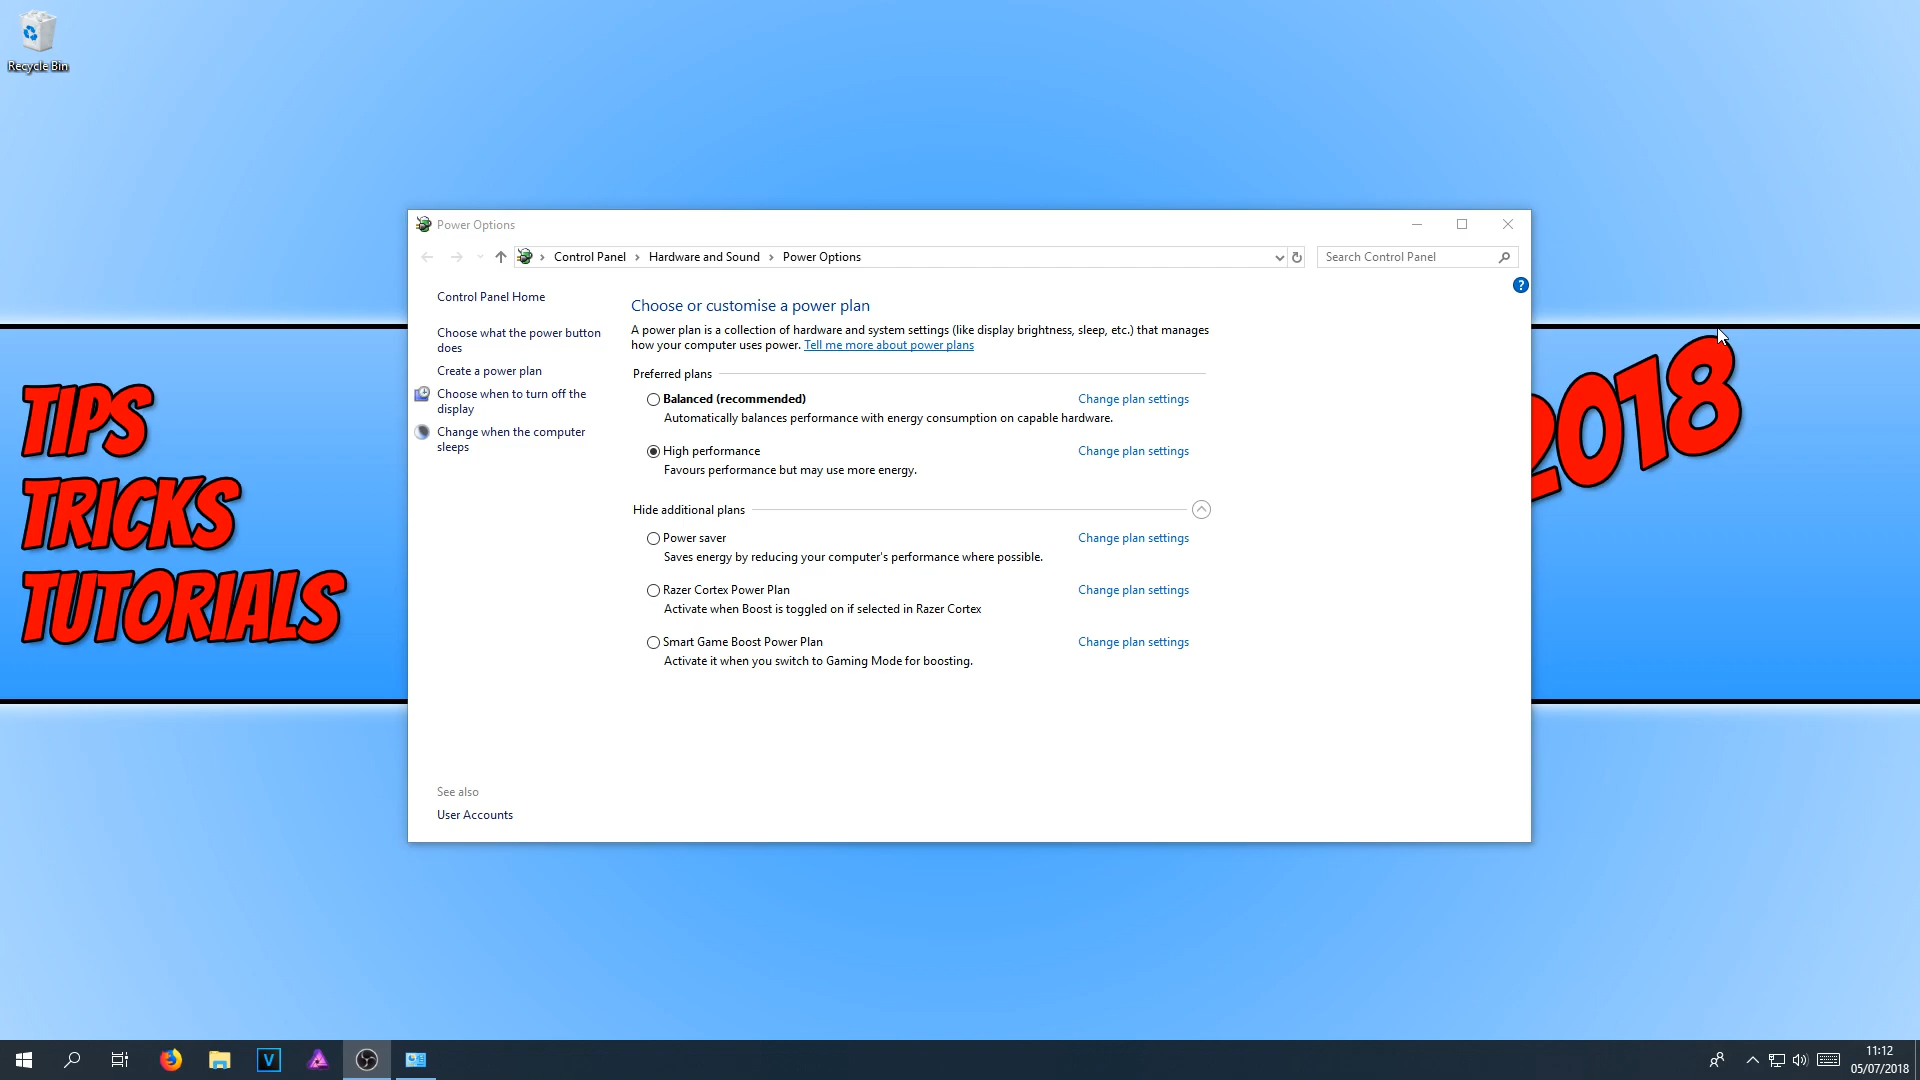 Recycle Bin
TIPS
TRICKS
TUTORIALS
2018
Power Options
Control Panel
Hardware and Sound
Power Options
Search Control Panel
?
Control Panel Home
Choose what the power button
does
Create a power plan
Choose when to turn off the
display
Change when the computer
sleeps
See also
User Accounts
Choose or customise a power plan
A power plan is a collection of hardware and system settings (like display brightness, sleep, etc.) that manages
how your computer uses power. Tell me more about power plans
Preferred plans
Balanced (recommended) Change plan settings
Automatically balances performance with energy consumption on capable hardware.
High performance Change plan settings
Favours performance but may use more energy.
Hide additional plans
Power saver Change plan settings
Saves energy by reducing your computer's performance where possible.
Razer Cortex Power Plan Change plan settings
Activate when Boost is toggled on if selected in Razer Cortex
Smart Game Boost Power Plan Change plan settings
Activate it when you switch to Gaming Mode for boosting.
V
11:12
05/07/2018